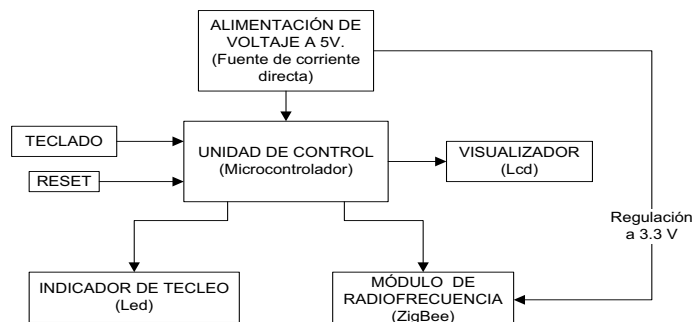 ALIMENTACIÓN DE
VOLTAJE A 5V.
(Fuente de corriente
directa)
TECLADO
RESET
UNIDAD DE CONTROL
(Microcontrolador)
VISUALIZADOR
(Lcd)
Regulación
a 3.3 V
INDICADOR DE TECLEO
(Led)
MÓDULO DE
RADIOFRECUENCIA
(ZigBee)